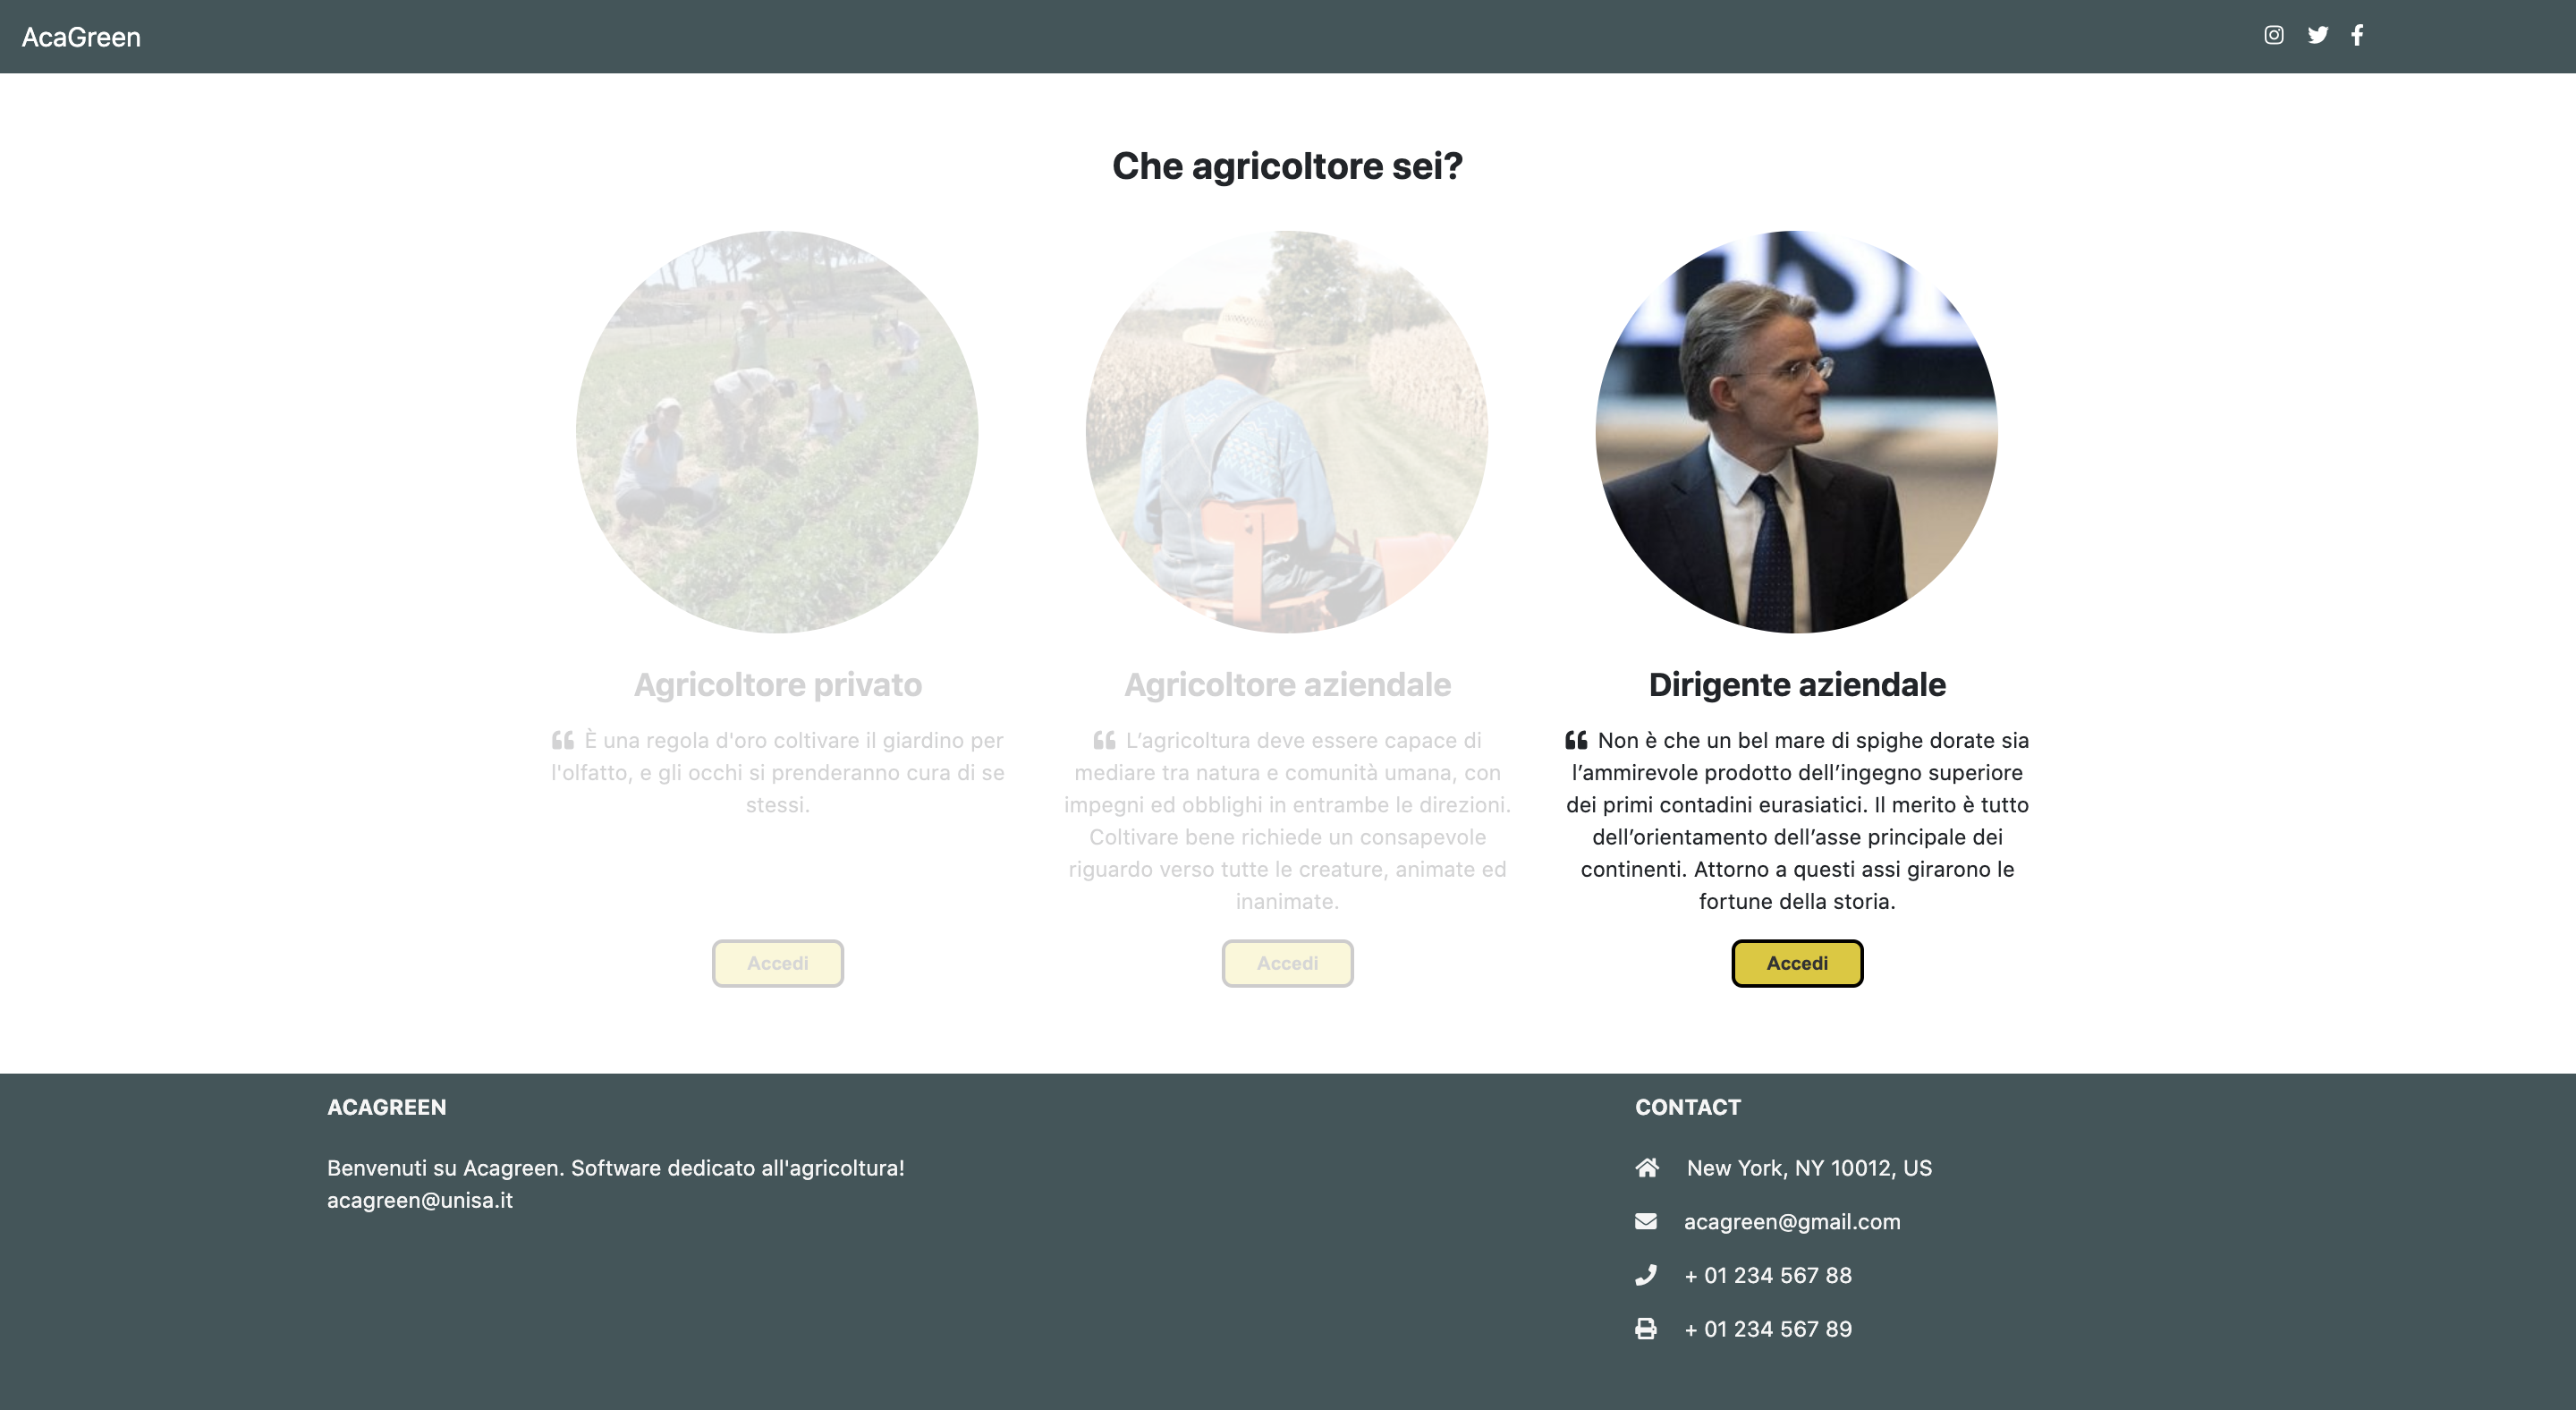 AcaGreen
Che agricoltore sei?
Agricoltore privato
È una regola d'oro coltivare il giardino per
l'olfatto, e gli occhi si prenderanno cura di se
stessi.
Accedi
Agricoltore aziendale
L’agricoltura deve essere capace di
mediare tra natura e comunità umana, con
impegni ed obblighi in entrambe le direzioni.
Coltivare bene richiede un consapevole
riguardo verso tutte le creature, animate ed
inanimate.
Accedi
Dirigente aziendale
Non è che un bel mare di spighe dorate sia
l’ammirevole prodotto dell’ingegno superiore
dei primi contadini eurasiatici. Il merito è tutto
dell’orientamento dell’asse principale dei
continenti. Attorno a questi assi girarono le
fortune della storia.
Accedi
ACAGREEN
Benvenuti su Acagreen. Software dedicato all'agricoltura!
acagreen@unisa.it
CONTACT
New York, NY 10012, US
acagreen@gmail.com
+ 01 234 567 88
+ 01 234 567 89